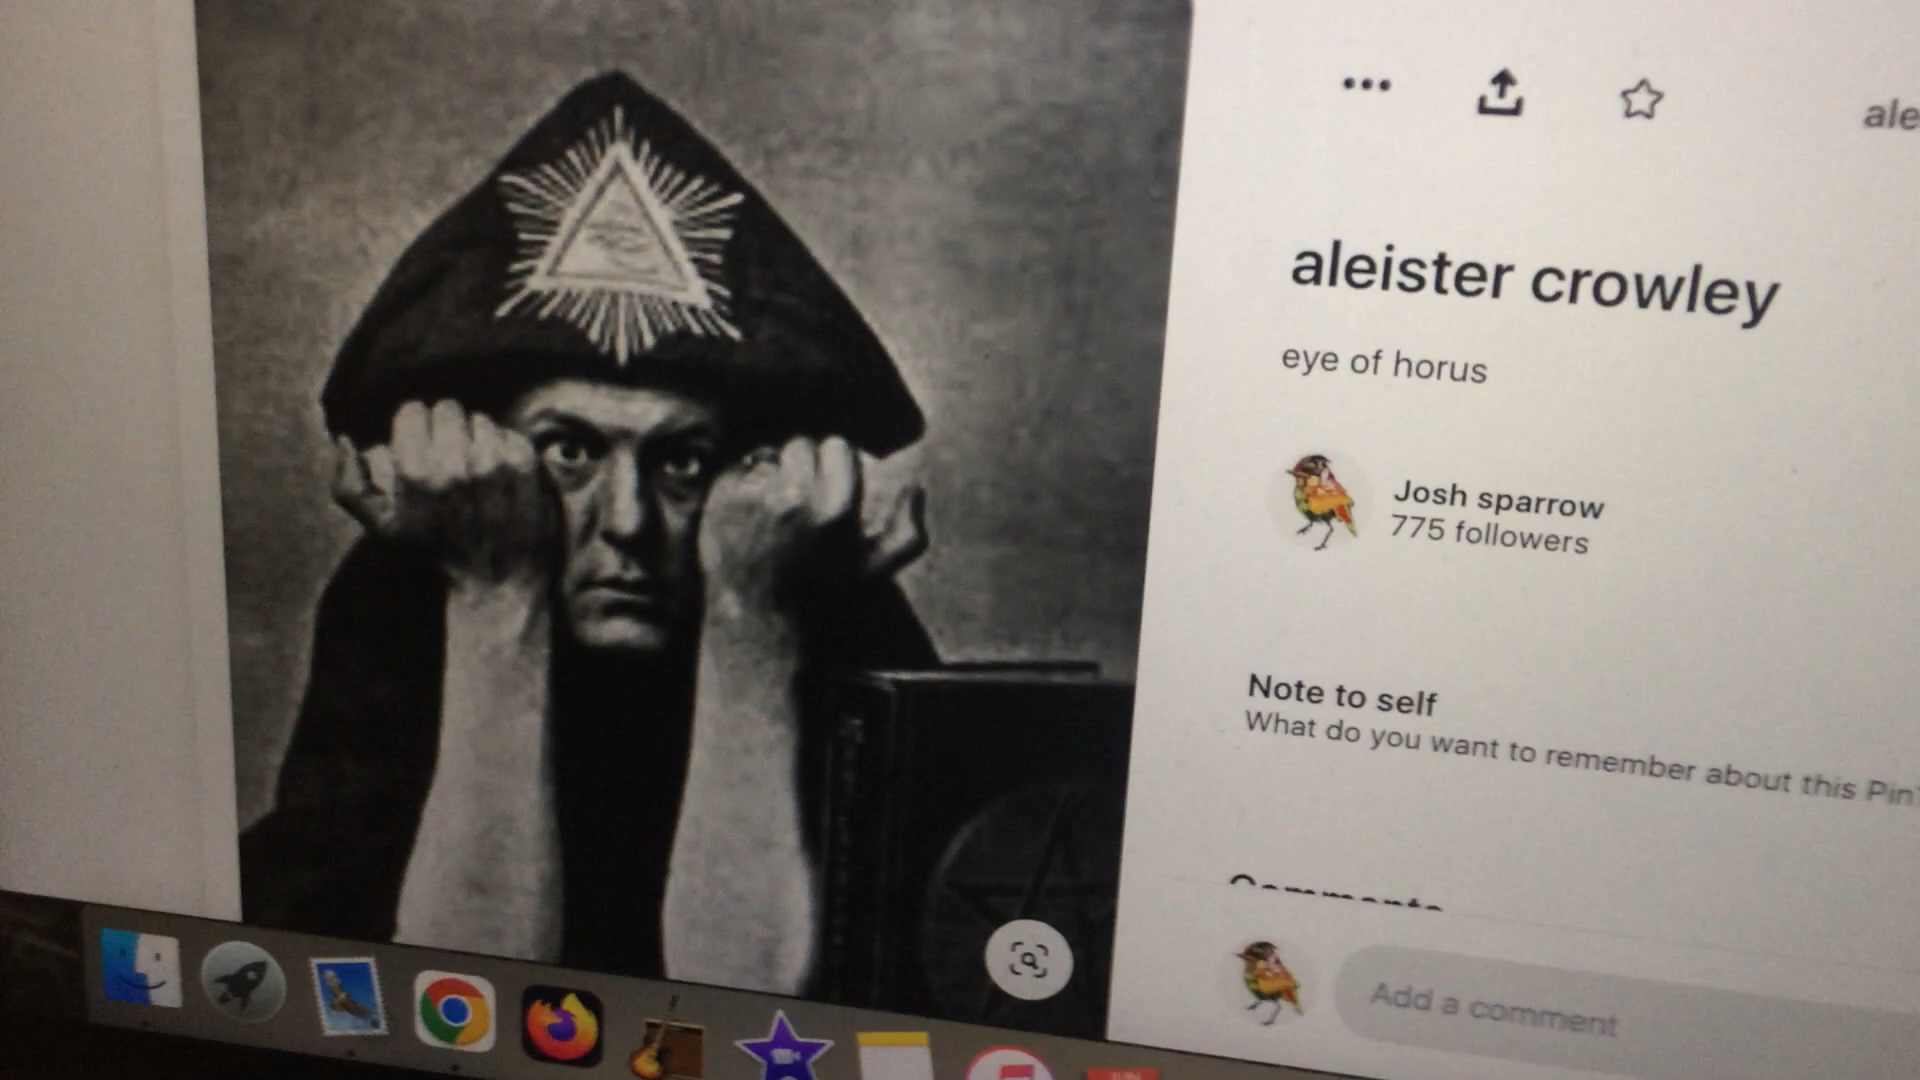 ale
aleister crowley
eye of horus
Josh sparrow
775 followers
Note to self
What do you want to remember about this Pin?
Comments
Add a comment